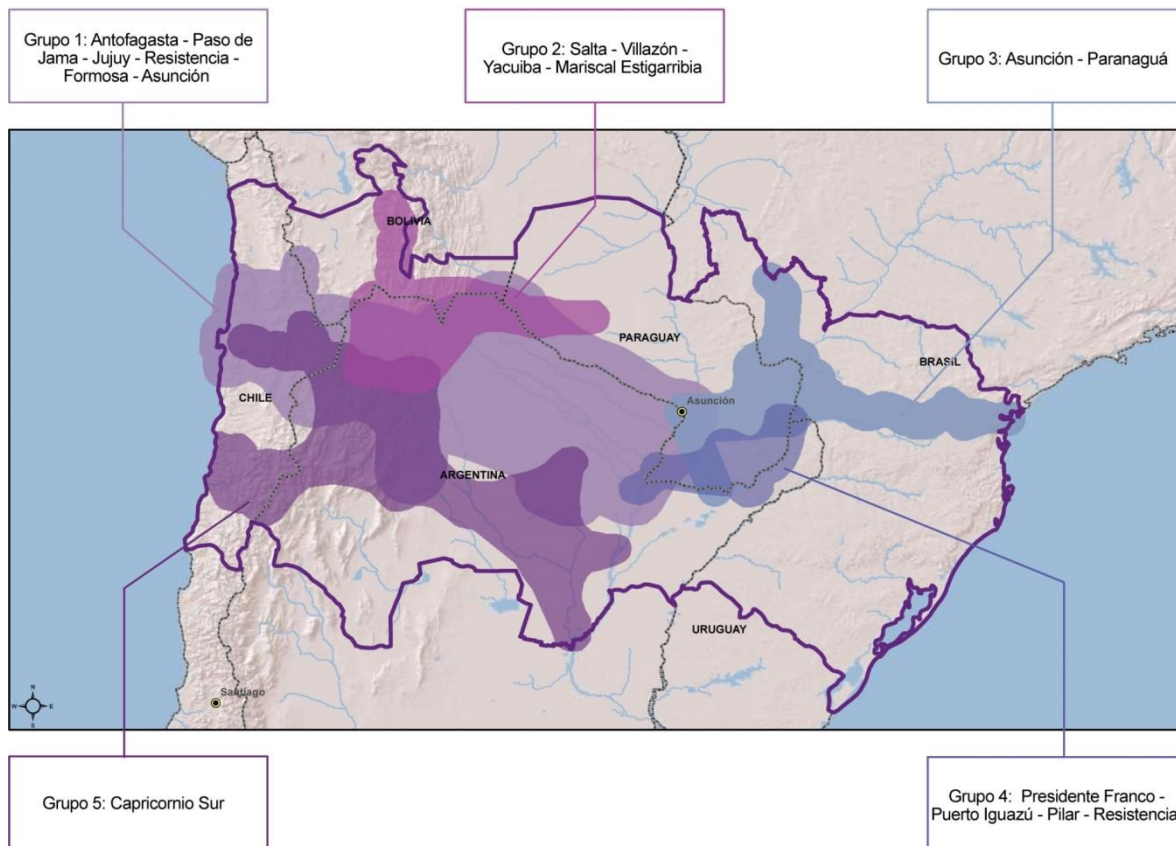 Grupo 1: Antofagasta - Paso de
Jama - Jujuy - Resistencia -
Formosa - Asunción
Grupo 2: Salta - Villazón -
Yacuiba - Mariscal Estigarribia
Grupo 3: Asunción - Paranaguá
BOLIVIA
PARAGUAY
BRASIL
CHILE
Asunción
ARGENTINA
URUGUAY
Santiago
N
W
E
S
Grupo 5: Capricornio Sur
Grupo 4: Presidente Franco -
Puerto Iguazú - Pilar - Resistencia